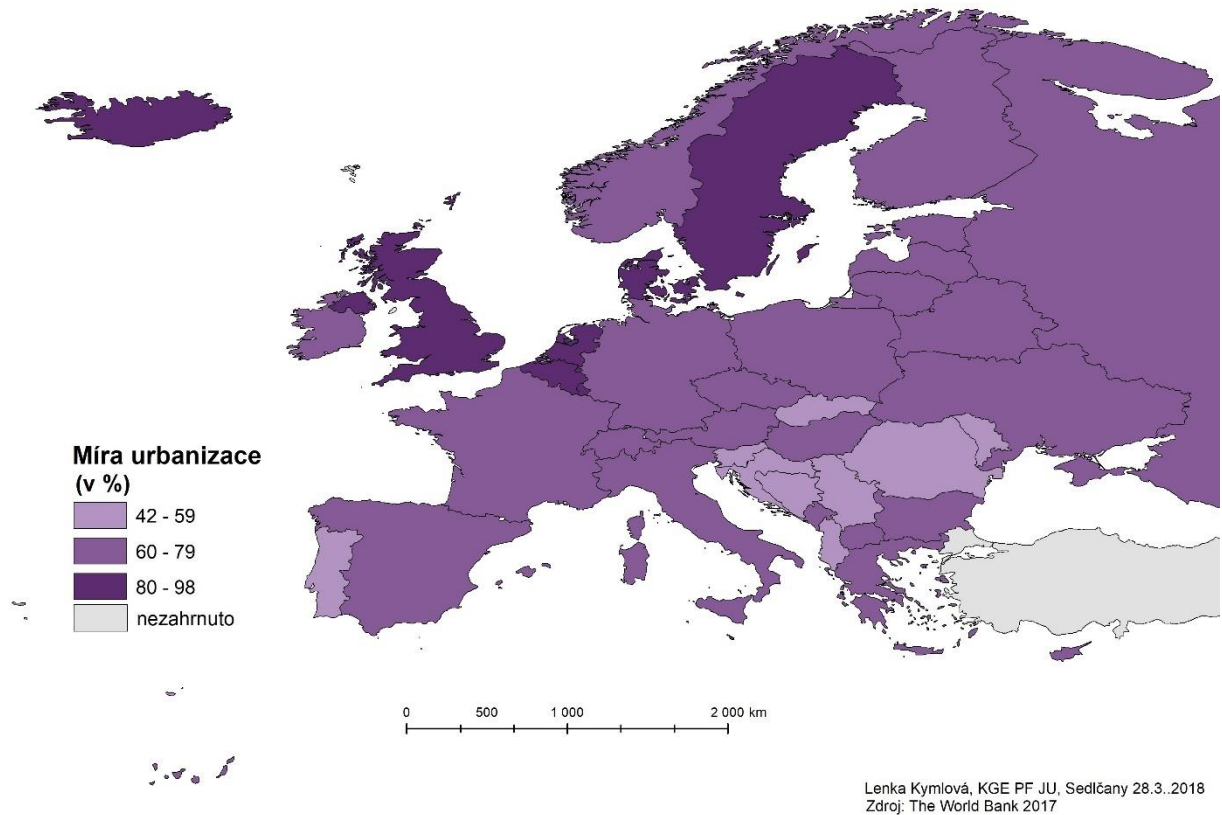 Míra urbanizace
(v %)
42 - 59
60 - 79
80 - 98
nezahrnuto
0 500 1 000 2 000 km
Lenka Kymlová, KGE PF JU, Sedlčany 28.3..2018
Zdroj: The World Bank 2017